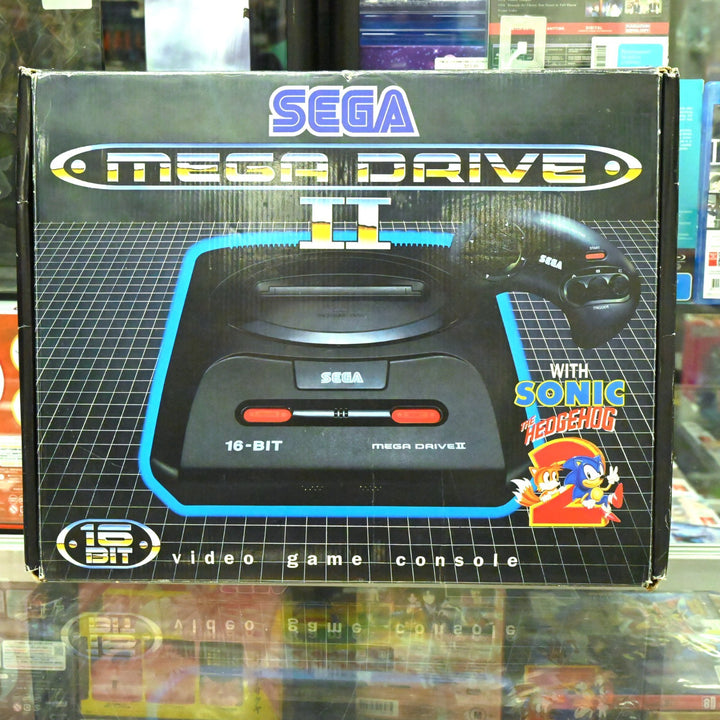 SEGA
MEGA DRIVE
II
START
SEGA
SEGA
16-BIT
MEGA DRIVE II
WITH
SONIC
THE
HEDGEHOG
2
16
BIT
video game console